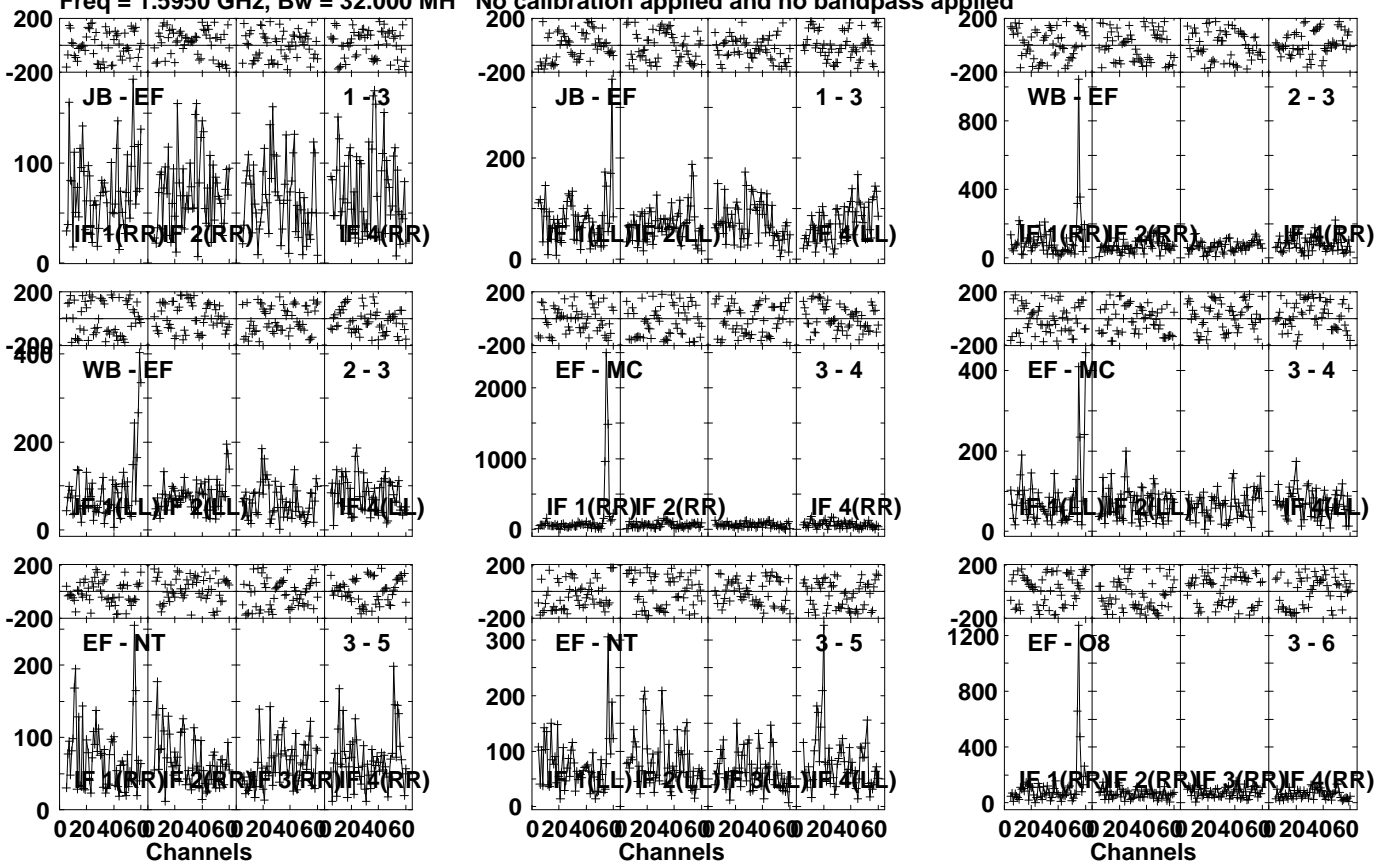 Freq = 1.5950 GHz, Bw = 32.000 MH No calibration applied and no bandpass applied
200
-200
JB - EF 1 - 3
100
IF 1(RR) IF 2(RR) IF 4(RR)
0
200
-200
JB - EF 1 - 3
200
IF 1(LL) IF 2(LL) IF 4(LL)
0
200
-200
WB - EF 2 - 3
800
400
IF 1(RR) IF 2(RR) IF 4(RR)
0
200
-200
400
WB - EF 2 - 3
200
IF 1(LL) IF 2(LL) IF 4(LL)
0
200
-200
EF - MC 3 - 4
2000
1000
IF 1(RR) IF 2(RR) IF 4(RR)
0
200
-200
EF - MC 3 - 4
400
200
IF 1(LL) IF 2(LL) IF 4(LL)
0
200
-200
EF - NT 3 - 5
200
100
IF 1(RR) IF 2(RR) IF 3(RR) IF 4(RR)
0
0 20 40 60 0 20 40 60 0 20 40 60 0 20 40 60
Channels
200
-200
EF - NT 3 - 5
300
200
100
IF 1(LL) IF 2(LL) IF 3(LL) IF 4(LL)
0
0 20 40 60 0 20 40 60 0 20 40 60 0 20 40 60
Channels
200
-200
1200
EF - O8 3 - 6
800
400
IF 1(RR) IF 2(RR) IF 3(RR) IF 4(RR)
0
0 20 40 60 0 20 40 60 0 20 40 60 0 20 40 60
Channels